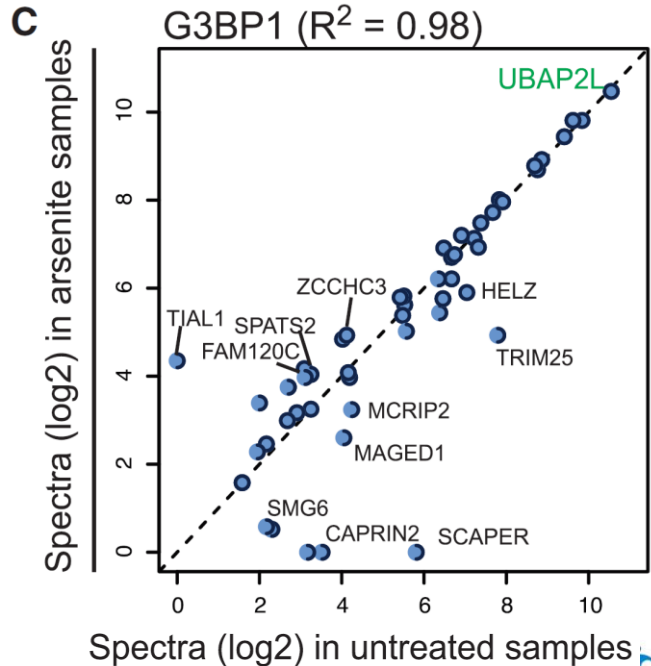 C
G3BP1 (R² = 0.98)
Spectra (log2) in arsenite samples
10
8
6
4
2
0
UBAP2L
ZCCHC3
HELZ
TIAL1
SPATS2
FAM120C
TRIM25
MCRIP2
MAGED1
SMG6
CAPRIN2
SCAPER
0 2 4 6 8 10
Spectra (log2) in untreated samples